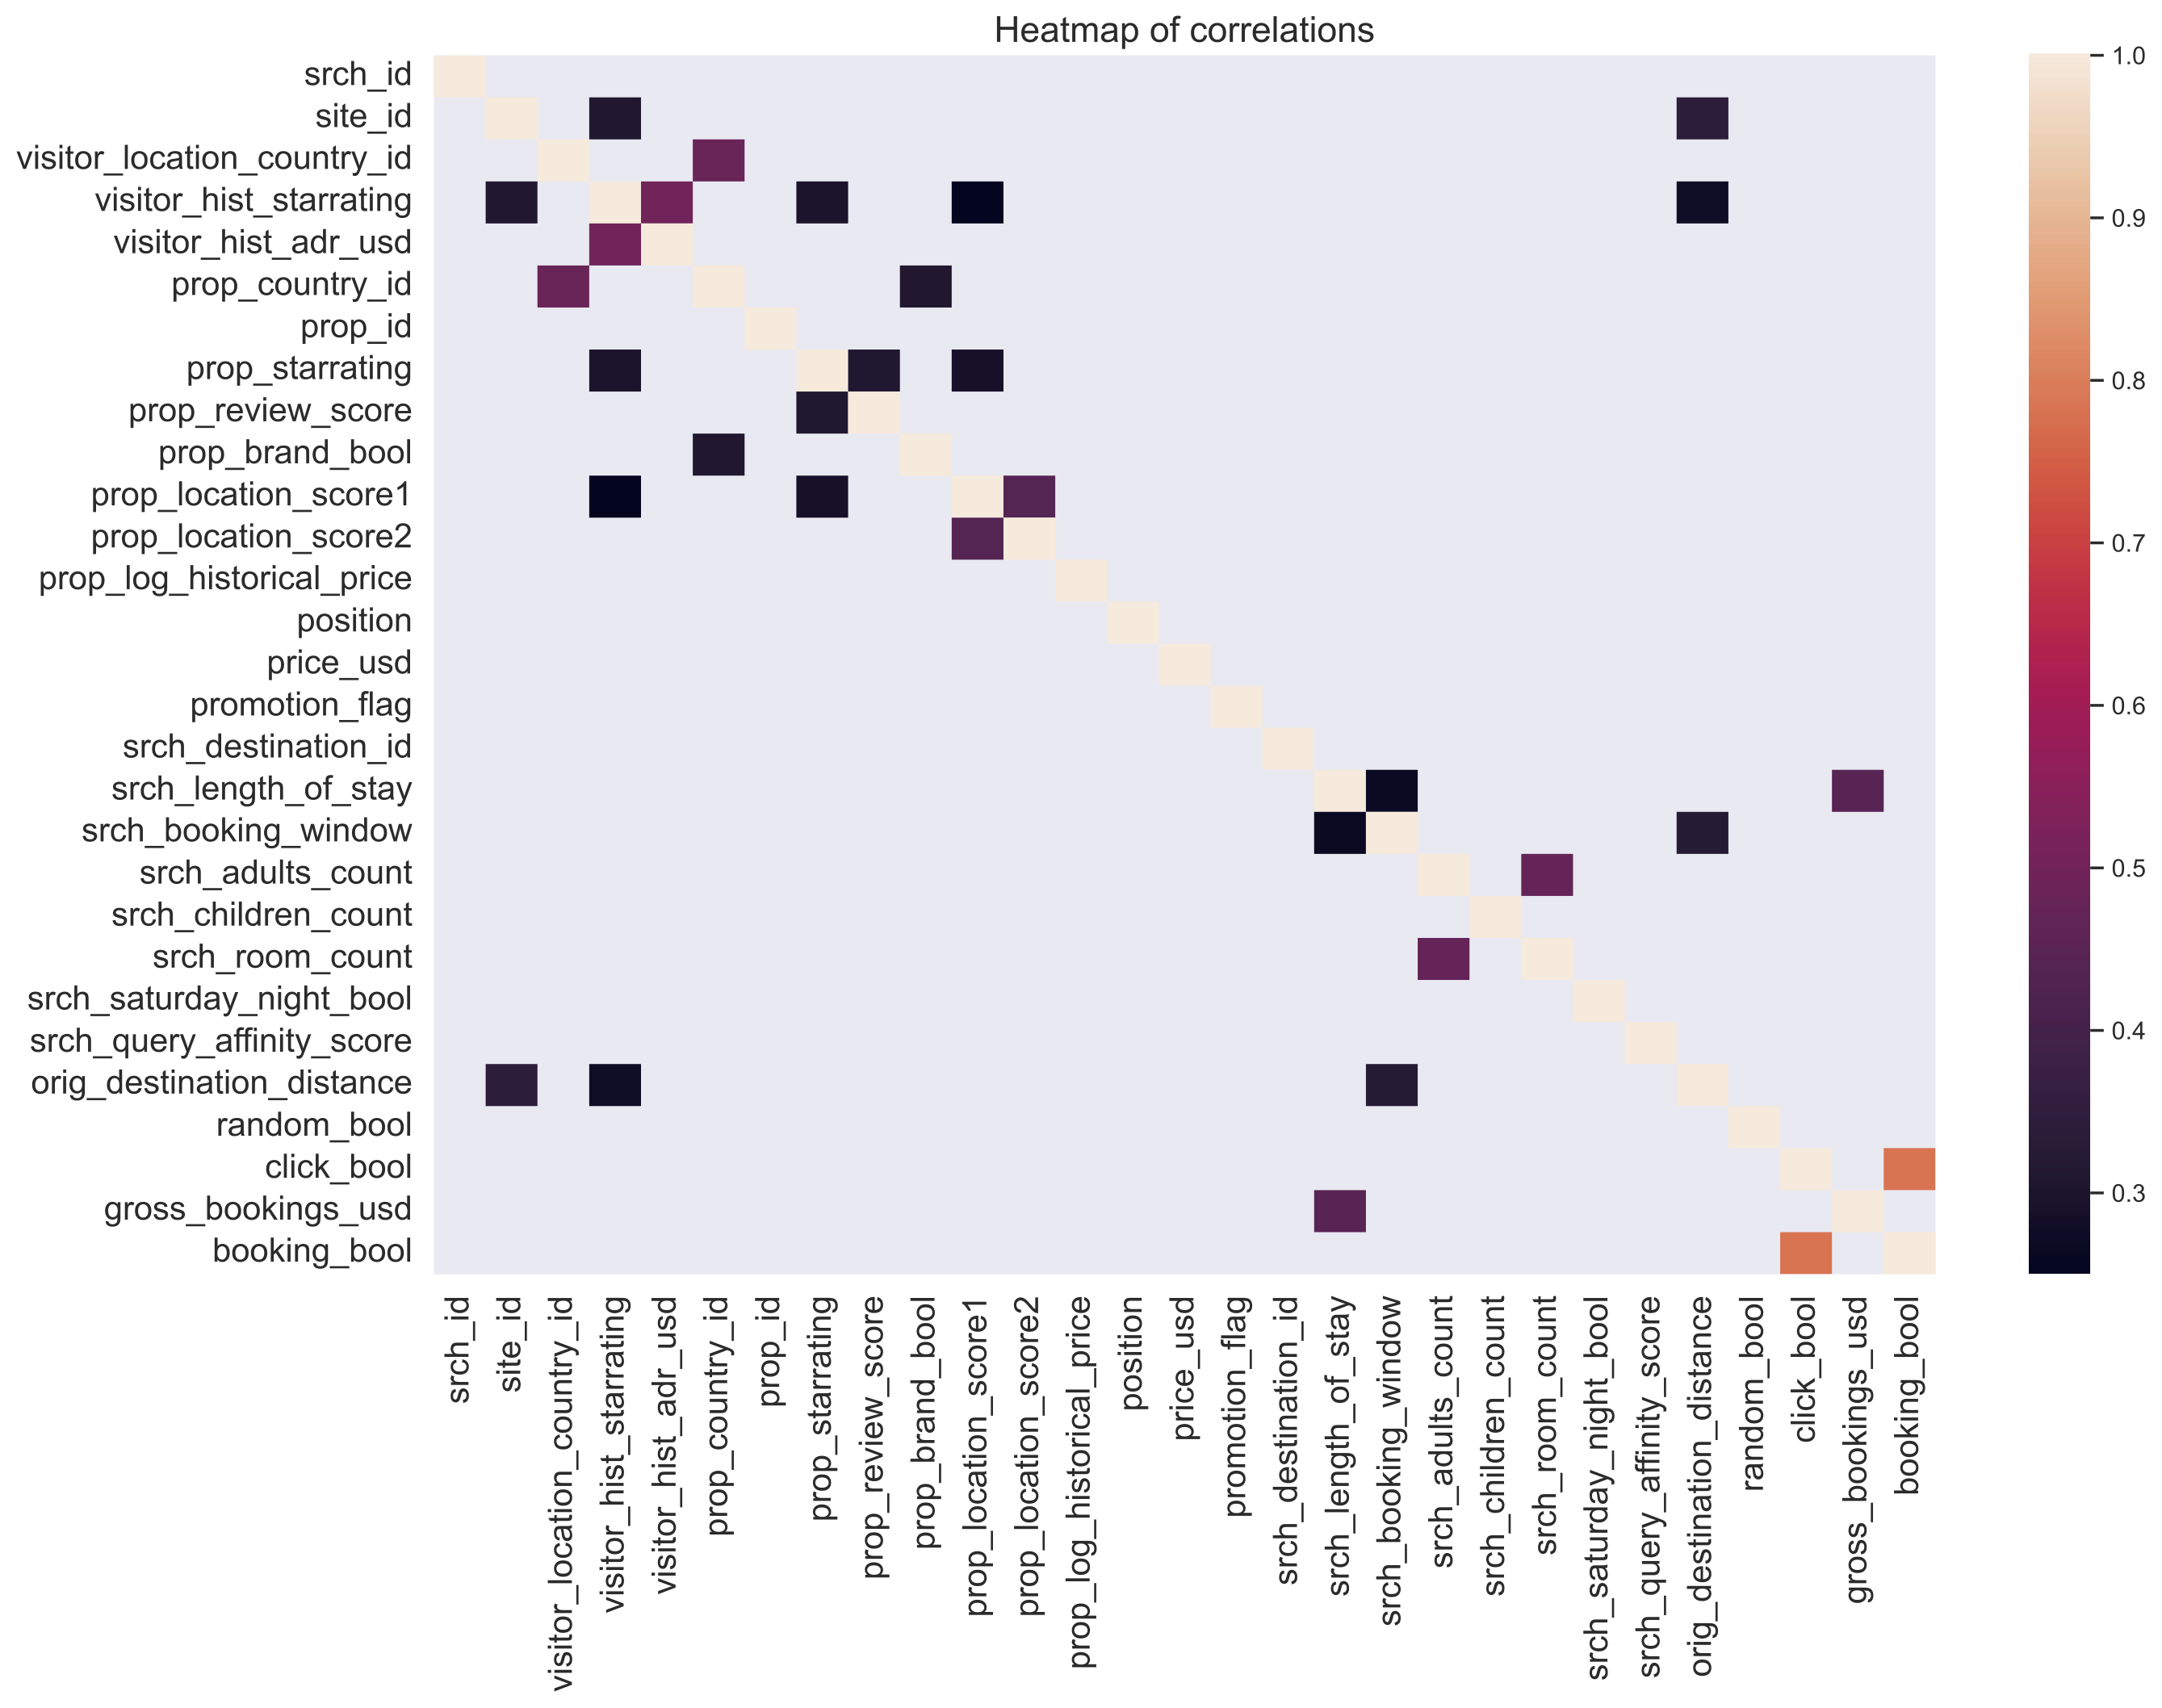 Heatmap of correlations
srch_id
site_id
visitor_location_country_id
visitor_hist_starrating
visitor_hist_adr_usd
prop_country_id
prop_id
prop_starrating
prop_review_score
prop_brand_bool
prop_location_score1
prop_location_score2
prop_log_historical_price
position
price_usd
promotion_flag
srch_destination_id
srch_length_of_stay
srch_booking_window
srch_adults_count
srch_children_count
srch_room_count
srch_saturday_night_bool
srch_query_affinity_score
orig_destination_distance
random_bool
click_bool
gross_bookings_usd
booking_bool
srch_id
site_id
visitor_location_country_id
visitor_hist_starrating
visitor_hist_adr_usd
prop_country_id
prop_id
prop_starrating
prop_review_score
prop_brand_bool
prop_location_score1
prop_location_score2
prop_log_historical_price
position
price_usd
promotion_flag
srch_destination_id
srch_length_of_stay
srch_booking_window
srch_adults_count
srch_children_count
srch_room_count
srch_saturday_night_bool
srch_query_affinity_score
orig_destination_distance
random_bool
click_bool
gross_bookings_usd
booking_bool
1.0
0.9
0.8
0.7
0.6
0.5
0.4
0.3